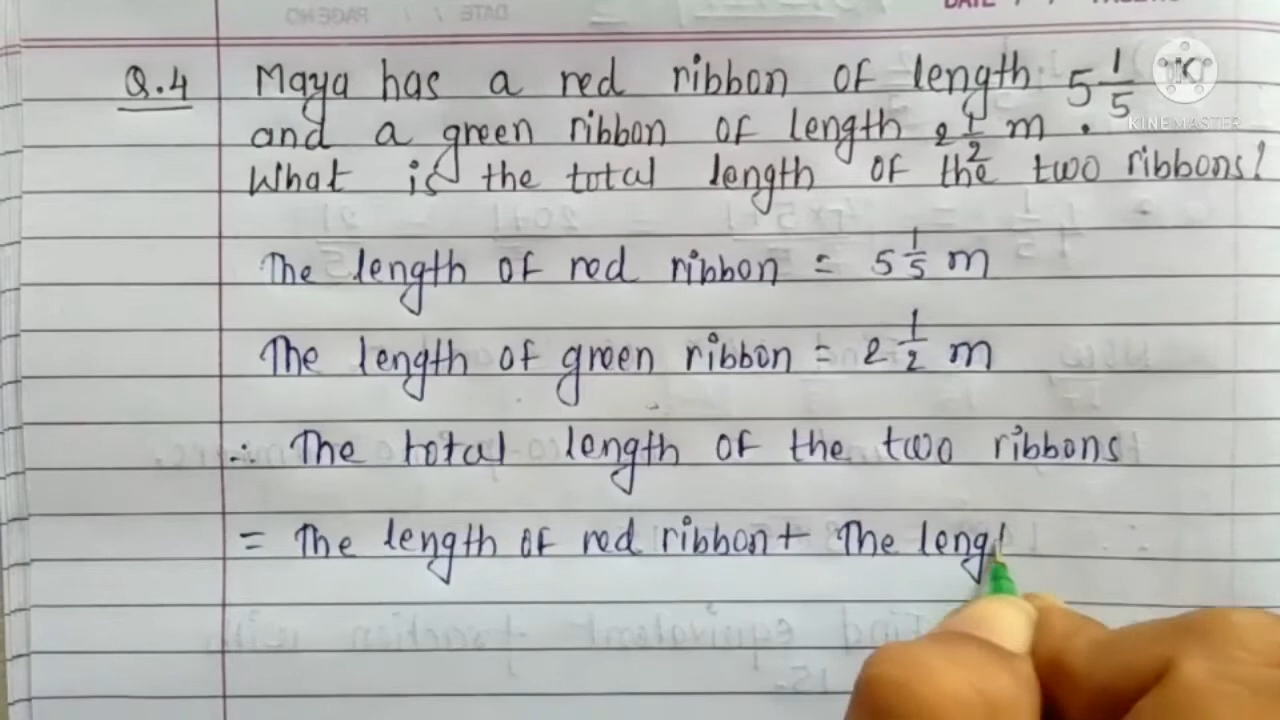 Q.4 Maya has a red ribbon of length 5 1/5
and a green ribbon of length 2 1/2 m.
What is the total length of the two ribbons?
The length of red ribbon = 5 1/5 m
The length of green ribbon = 2 1/2 m
∴ The total length of the two ribbons
= The length of red ribbon + The leng
KINEMASTER